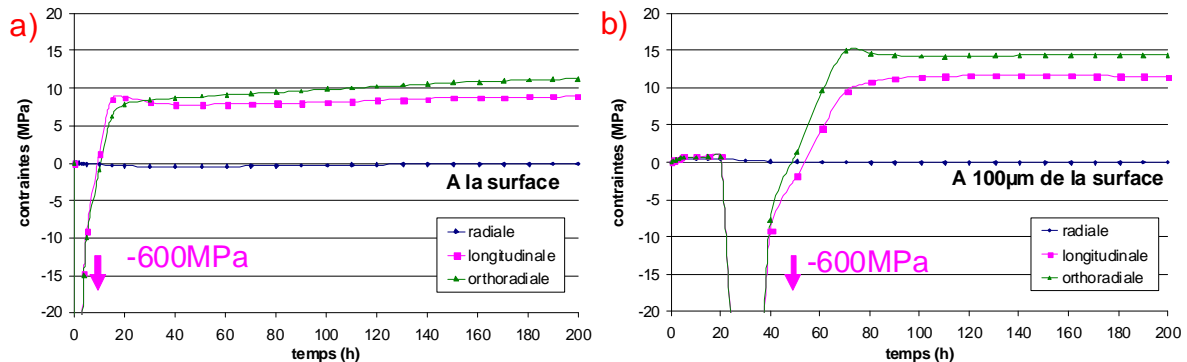 a)
contraintes (MPa)
20
15
10
5
0
-5
-10
-15
-20
0 20 40 60 80 100 120 140 160 180 200
temps (h)
A la surface
-600MPa
radiale
longitudinale
orthoradiale
b)
contraintes (MPa)
20
15
10
5
0
-5
-10
-15
-20
0 20 40 60 80 100 120 140 160 180 200
temps (h)
A 100µm de la surface
-600MPa
radiale
longitudinale
orthoradiale